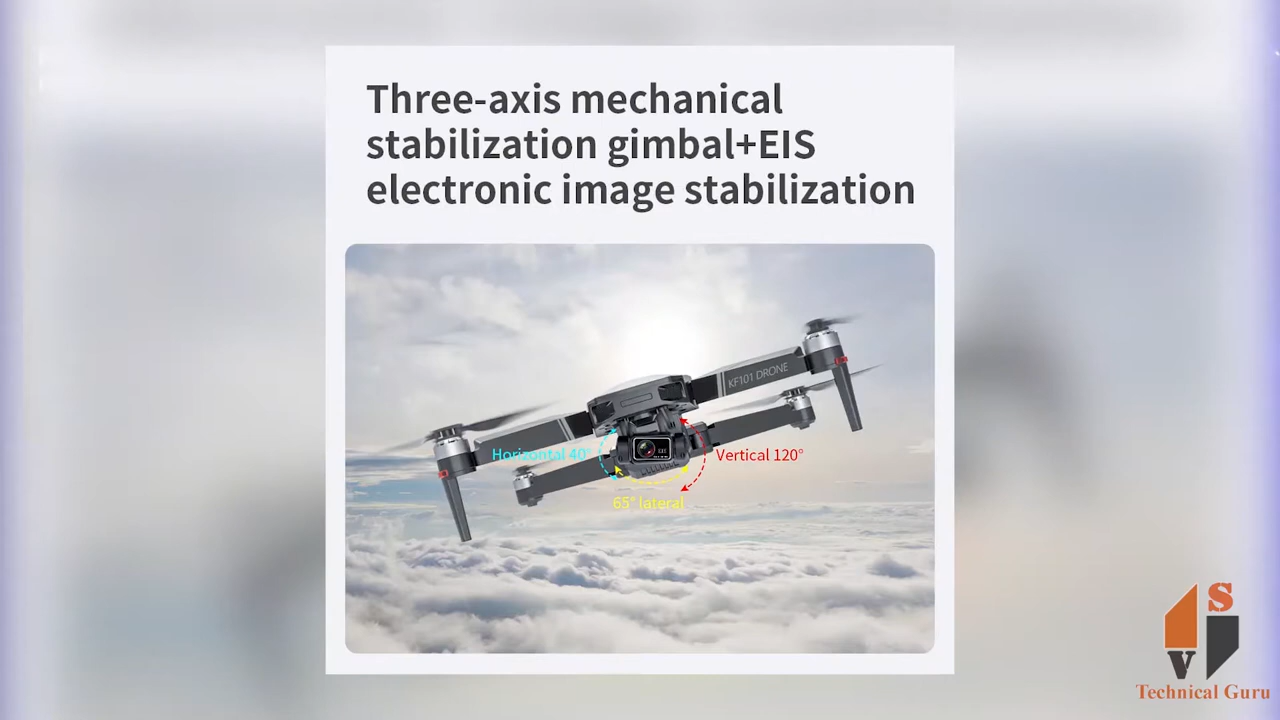 Three-axis mechanical
stabilization gimbal+EIS
electronic image stabilization
KF101 DRONE
Horizontal 40°
Vertical 120°
65° lateral
S
V
Technical Guru